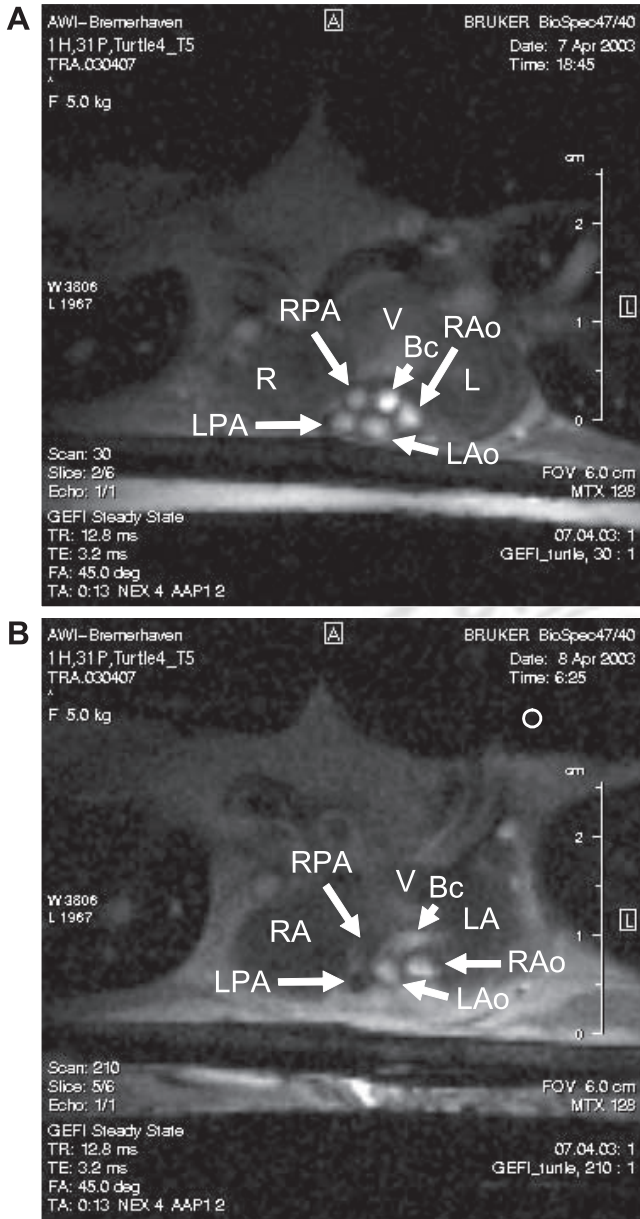 A
AWI-Bremerhaven
A
BRUKER BioSpec47/40
1H,31P,Turtle4_T5
Date: 7 Apr 2003
TRA.030407
Time: 18:45
^
F 5.0 kg
cm
2
W 3806
L 1967
L
RPA
V
RAo
1
Bc
R
L
LPA
0
LAo
Scan: 30
Slice: 2/6
FOV 6.0 cm
Echo: 1/1
MTX 128
GEFI Steady State
TR: 12.8 ms
07.04.03: 1
TE: 3.2 ms
GEFI_turtle, 30 : 1
FA: 45.0 deg
TA: 0:13 NEX 4 AAP1 2
B
AWI-Bremerhaven
A
BRUKER BioSpec47/40
1H,31P,Turtle4_T5
Date: 8 Apr 2003
TRA.030407
Time: 6:25
^
F 5.0 kg
cm
2
RPA
V
Bc
W 3806
L 1967
L
RA
LA
1
RAo
LPA
LAo
0
Scan: 210
Slice: 5/6
FOV 6.0 cm
Echo: 1/1
MTX 128
GEFI Steady State
TR: 12.8 ms
07.04.03: 1
TE: 3.2 ms
GEFI_turtle, 210 : 1
FA: 45.0 deg
TA: 0:13 NEX 4 AAP1 2